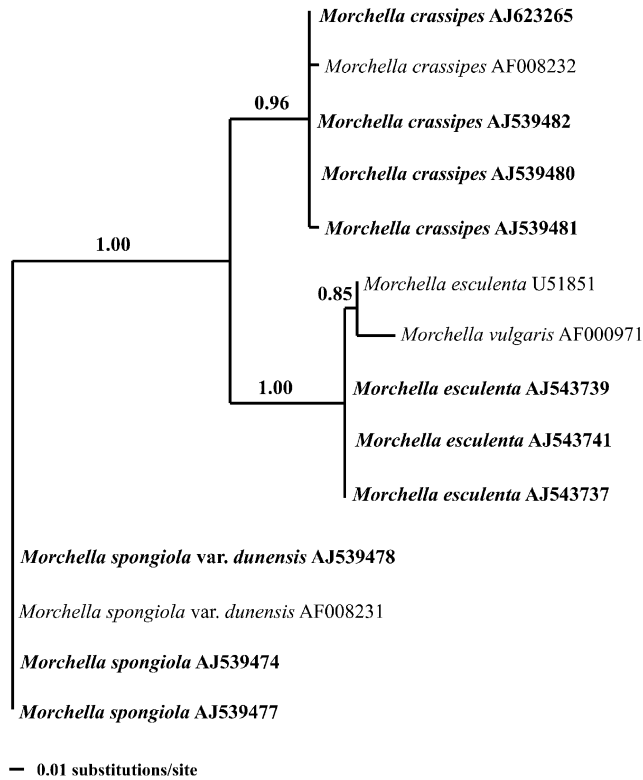 Morchella crassipes AJ623265
Morchella crassipes AF008232
0.96
Morchella crassipes AJ539482
Morchella crassipes AJ539480
Morchella crassipes AJ539481
1.00
Morchella esculenta U51851
0.85
Morchella vulgaris AF000971
1.00
Morchella esculenta AJ543739
Morchella esculenta AJ543741
Morchella esculenta AJ543737
Morchella spongiola var. dunensis AJ539478
Morchella spongiola var. dunensis AF008231
Morchella spongiola AJ539474
Morchella spongiola AJ539477
0.01 substitutions/site